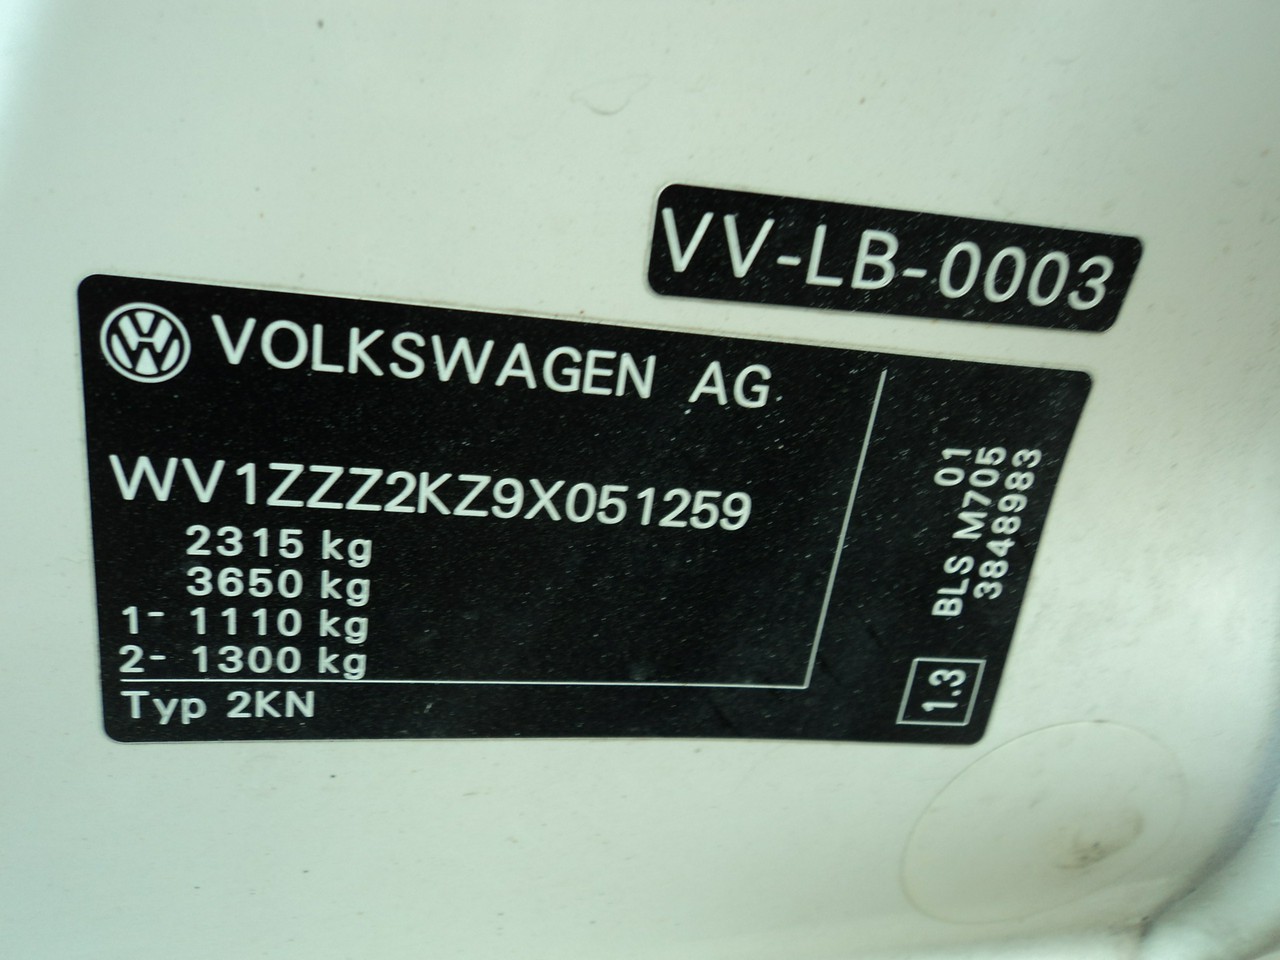 VV-LB-0003
VOLKSWAGEN AG
WV1ZZZ2KZ9X051259
2315 kg
3650 kg
1- 1110 kg
2- 1300 kg
Typ 2KN
01
BLS M705
3848983
1.3